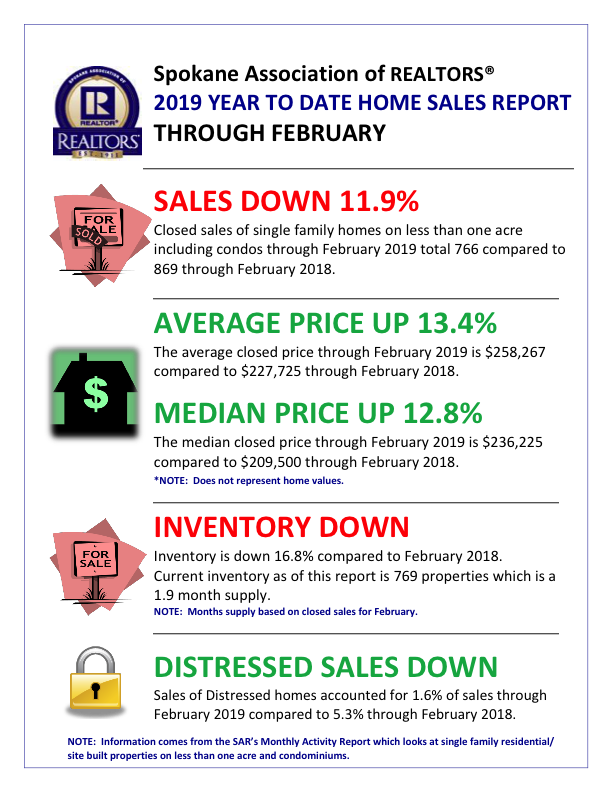 Spokane Association of REALTORS®
2019 YEAR TO DATE HOME SALES REPORT
THROUGH FEBRUARY
SPOKANE ASSOCIATION OF
R
REALTOR®
REALTORS®
EST 1911
SALES DOWN 11.9%
FOR
SALE
SOLD
Closed sales of single family homes on less than one acre
including condos through February 2019 total 766 compared to
869 through February 2018.
AVERAGE PRICE UP 13.4%
The average closed price through February 2019 is $258,267
compared to $227,725 through February 2018.
$
MEDIAN PRICE UP 12.8%
The median closed price through February 2019 is $236,225
compared to $209,500 through February 2018.
*NOTE: Does not represent home values.
INVENTORY DOWN
FOR
SALE
Inventory is down 16.8% compared to February 2018.
Current inventory as of this report is 769 properties which is a
1.9 month supply.
NOTE: Months supply based on closed sales for February.
DISTRESSED SALES DOWN
Sales of Distressed homes accounted for 1.6% of sales through
February 2019 compared to 5.3% through February 2018.
NOTE: Information comes from the SAR's Monthly Activity Report which looks at single family residential/
site built properties on less than one acre and condominiums.